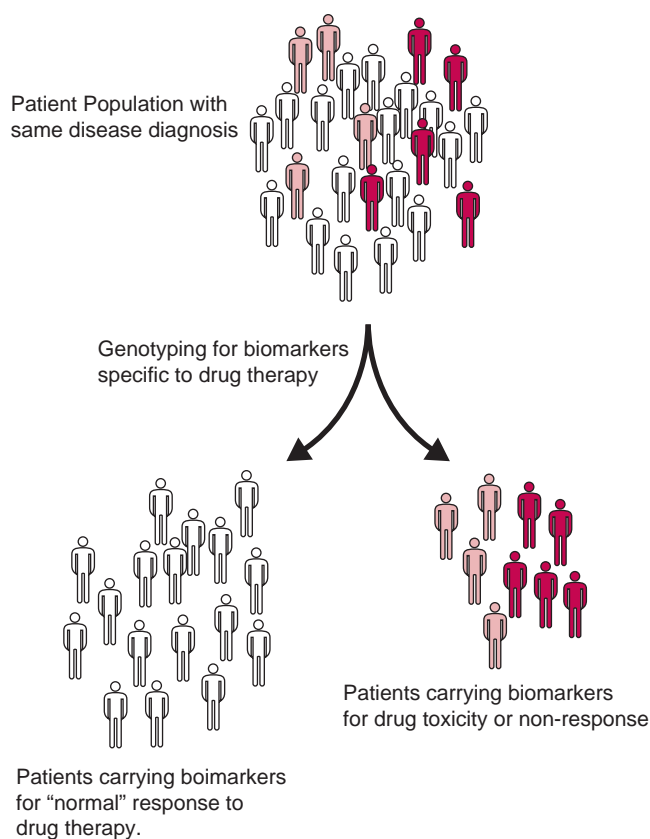 Patient Population with
same disease diagnosis
Genotyping for biomarkers
specific to drug therapy
Patients carrying biomarkers
for drug toxicity or non-response
Patients carrying boimarkers
for “normal” response to
drug therapy.